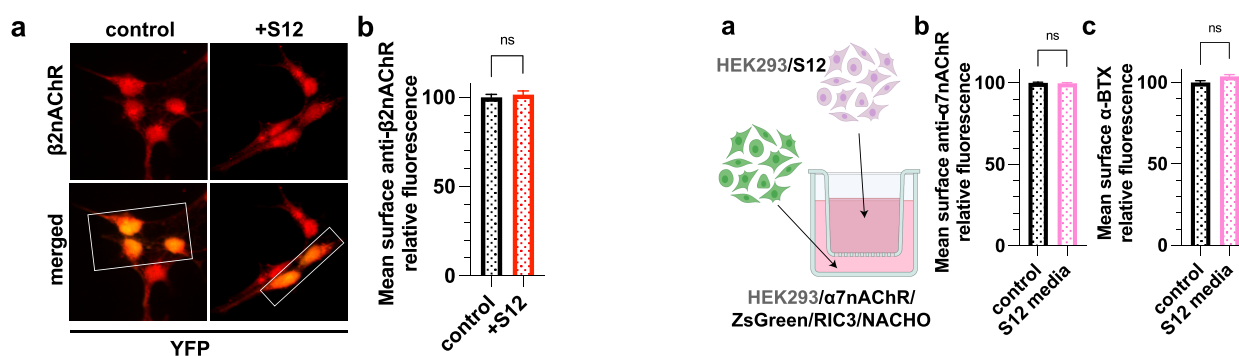 a
control
+S12
β2nAChR
merged
YFP
b
ns
Mean surface anti-β2nAChR
relative fluorescence
100
50
0
control
+S12
a
HEK293/S12
HEK293/α7nAChR/
ZsGreen/RIC3/NACHO
b
ns
Mean surface anti-α7nAChR
relative fluorescence
100
50
0
control
S12 media
c
ns
Mean surface α-BTX
relative fluorescence
100
50
0
control
S12 media